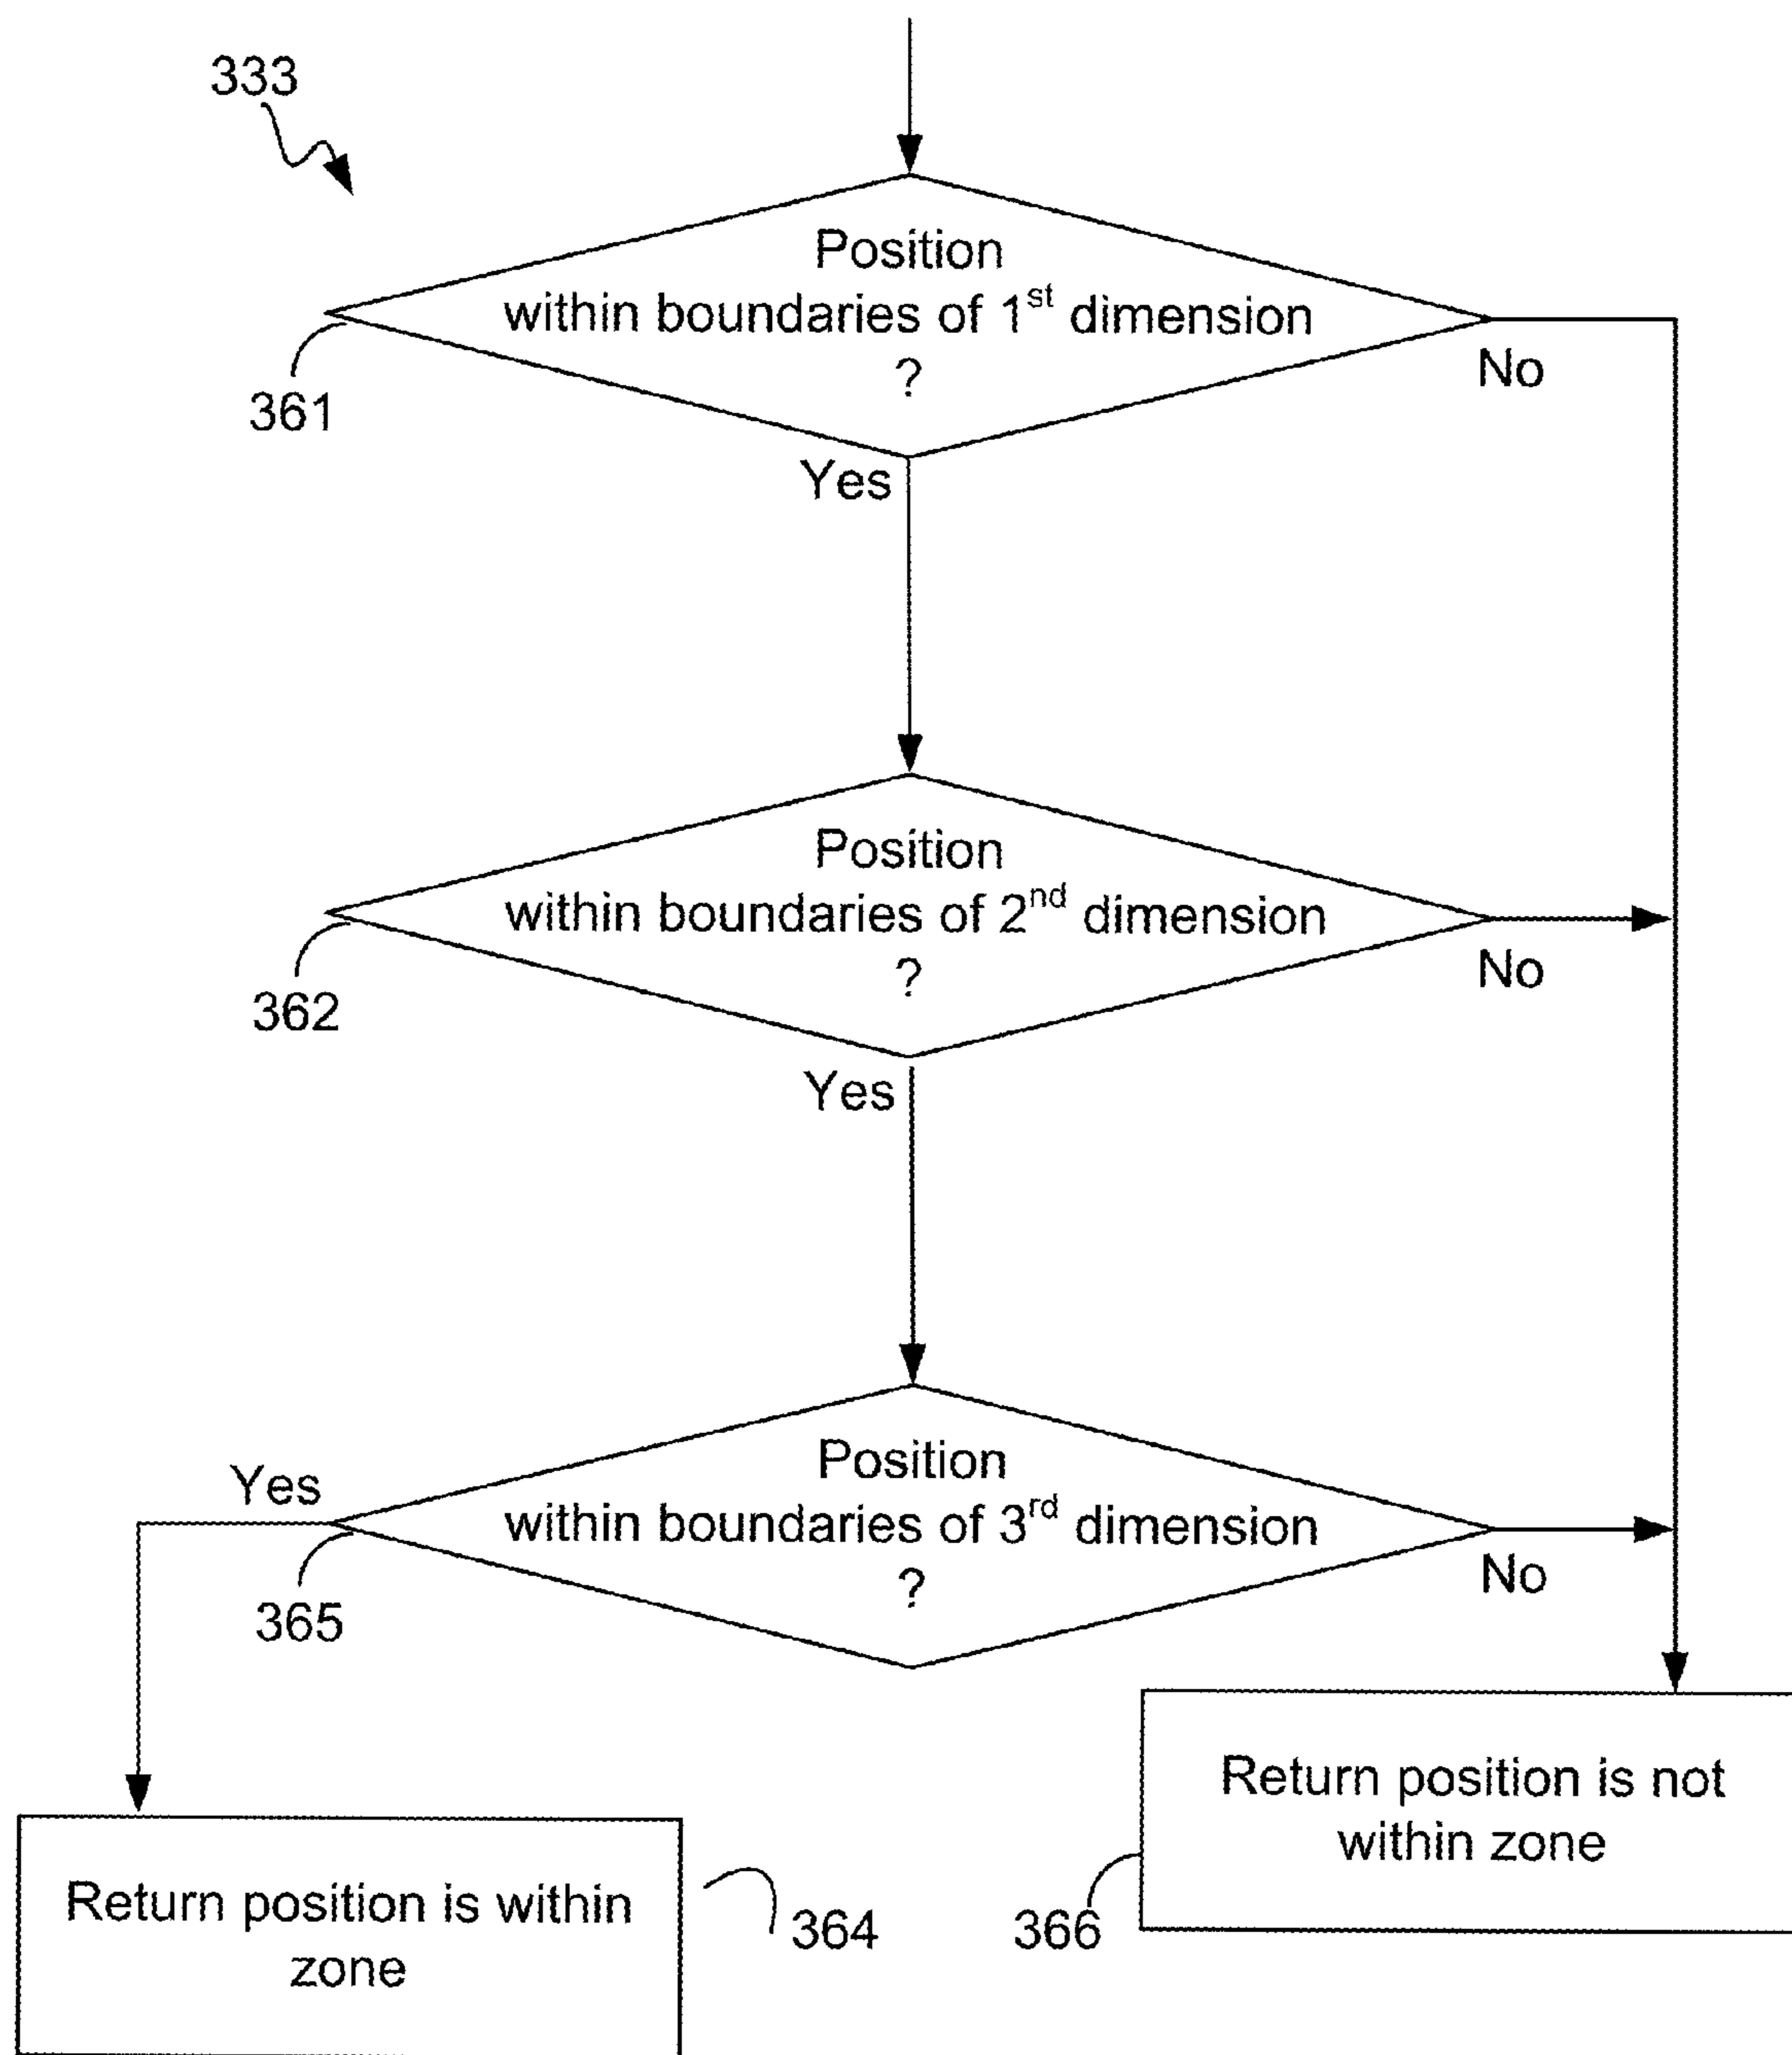 333
Position
within boundaries of 1st dimension
?
361
No
Yes
Position
within boundaries of 2nd dimension
?
362
No
Yes
Yes
Position
within boundaries of 3rd dimension
?
365
No
Return position is not
within zone
366
Return position is within
zone
364